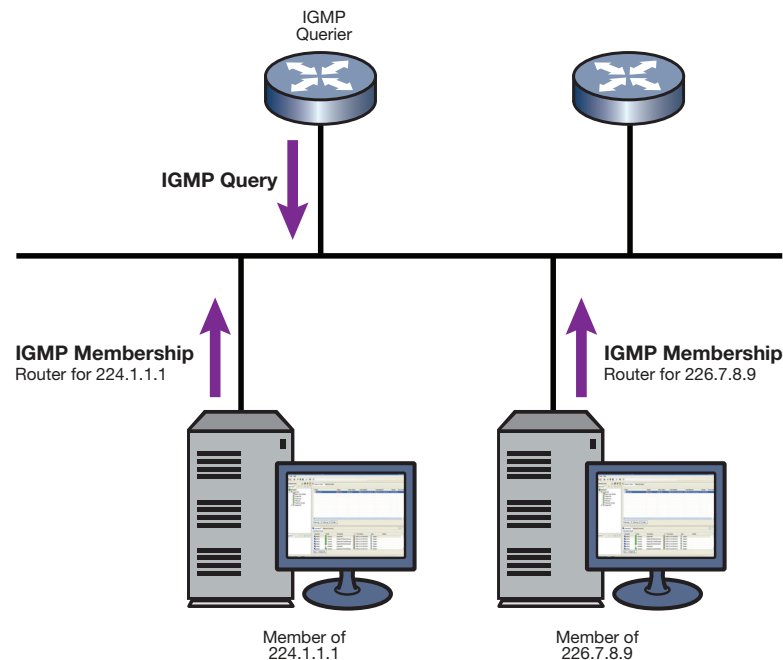 IGMP
Querier
IGMP Query
IGMP Membership
Router for 224.1.1.1
IGMP Membership
Router for 226.7.8.9
Member of
224.1.1.1
Member of
226.7.8.9